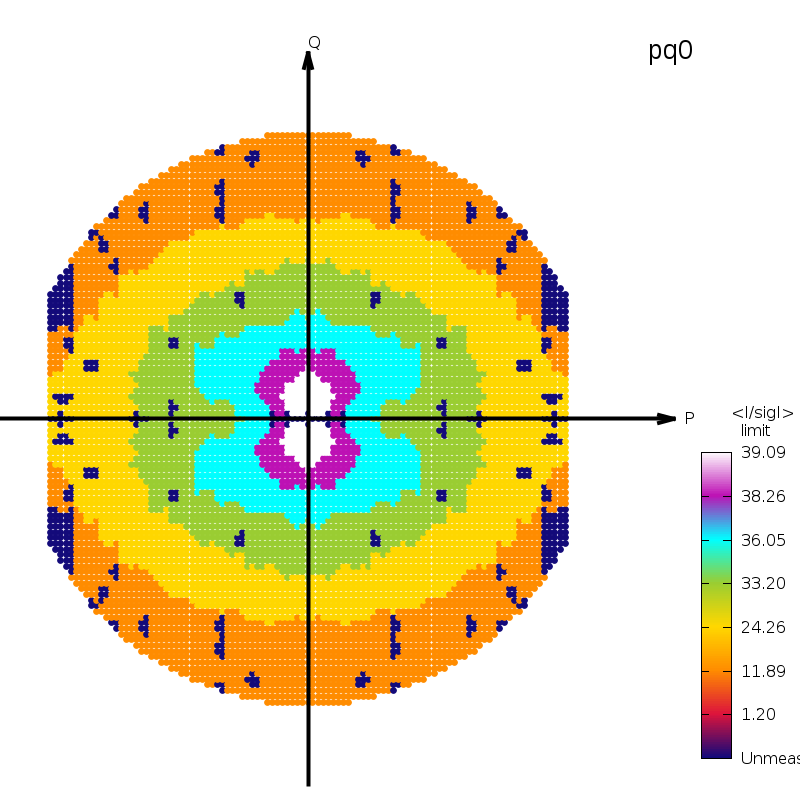 Q
pq0
P
<I/sigI>
limit
39.09
38.26
36.05
33.20
24.26
11.89
1.20
Unmeas